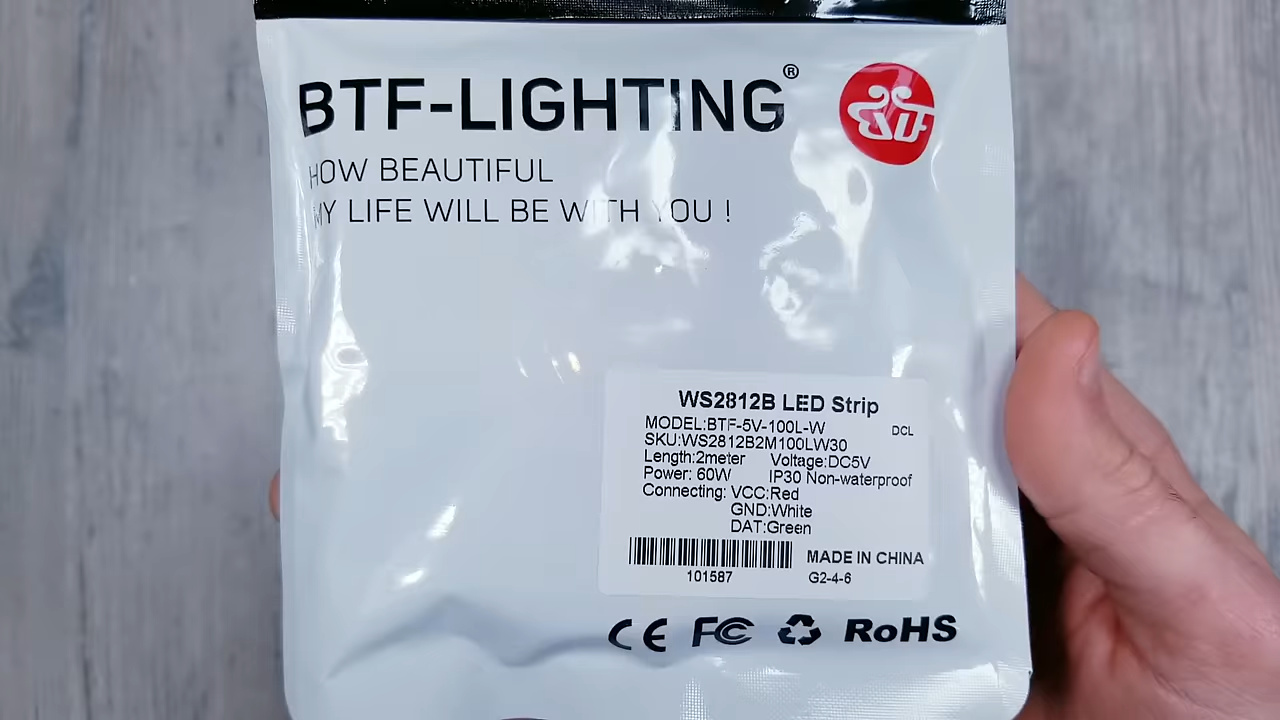 BTF-LIGHTING®
HOW BEAUTIFUL
MY LIFE WILL BE WITH YOU !
WS2812B LED Strip
MODEL:BTF-5V-100L-W DCL
SKU:WS2812B2M100LW30
Length:2meter Voltage:DC5V
Power: 60W IP30 Non-waterproof
Connecting: VCC:Red
GND:White
DAT:Green
MADE IN CHINA
101587 G2-4-6
CE FC RoHS